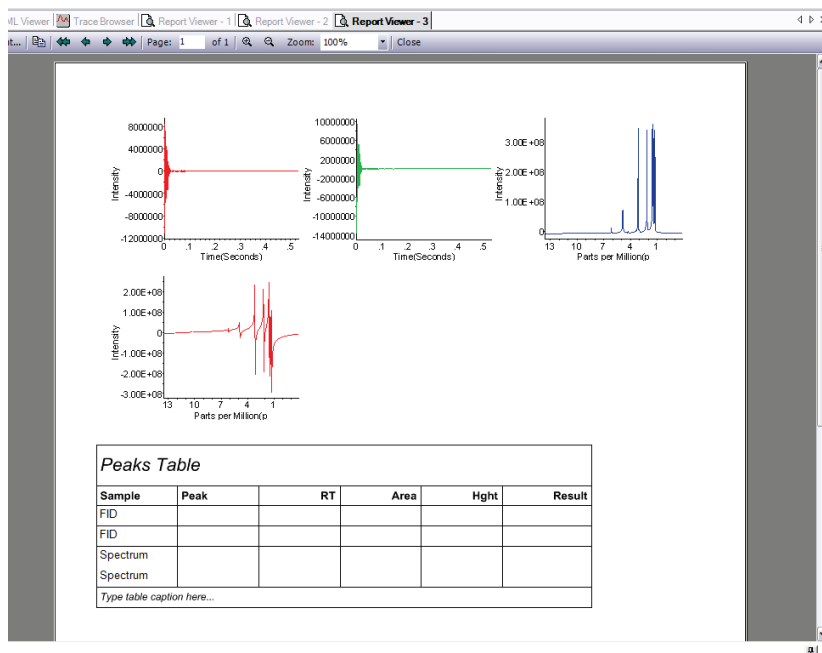 ML Viewer Trace Browser Report Viewer - 1 Report Viewer - 2 Report Viewer - 3
t... Page: 1 of 1 Zoom: 100% Close
8000000
4000000
0
-4000000
-8000000
-12000000
Intensity
0 .1 .2 .3 .4 .5
Time(Seconds)
10000000
6000000
2000000
-2000000
-6000000
-10000000
-14000000
Intensity
0 .1 .2 .3 .4 .5
Time(Seconds)
3.00E+08
2.00E+08
1.00E+08
0
Intensity
13 10 7 4 1
Parts per Million(p
2.00E+08
1.00E+08
0
-1.00E+08
-2.00E+08
-3.00E+08
Intensity
13 10 7 4 1
Parts per Million(p
Peaks Table
Sample Peak RT Area Hght Result
FID
FID
Spectrum
Spectrum
Type table caption here...